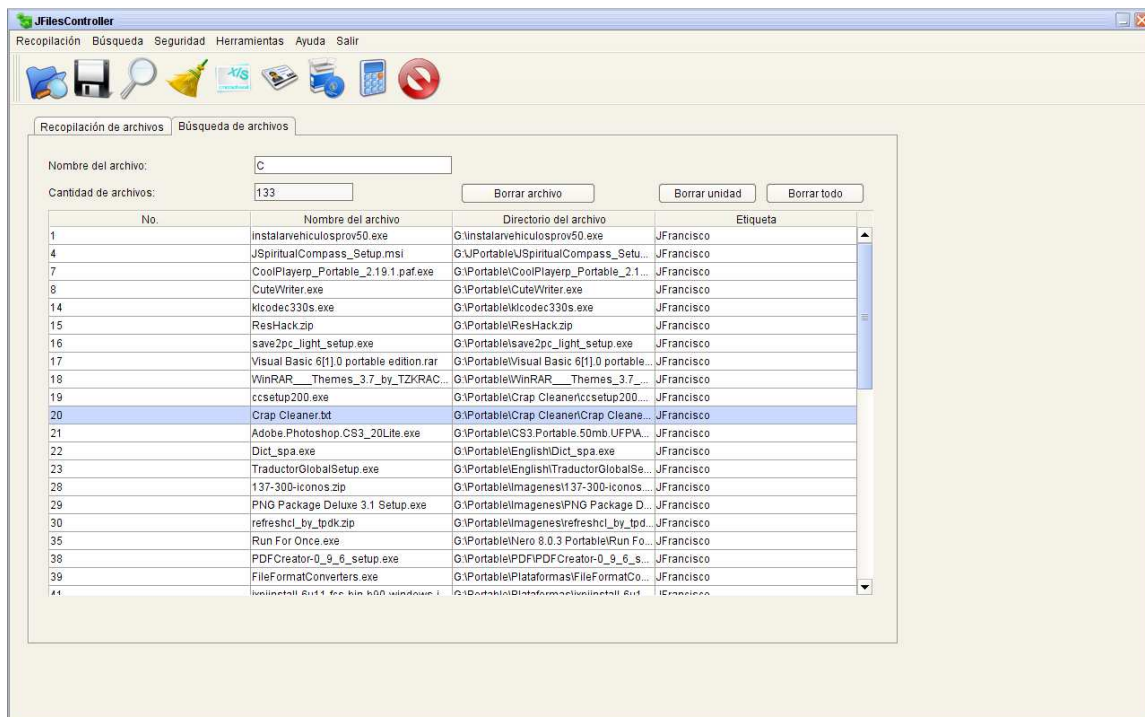 JFilesController
Recopilación Búsqueda Seguridad Herramientas Ayuda Salir
xls
Recopilación de archivos Búsqueda de archivos
Nombre del archivo: C
Cantidad de archivos: 133 Borrar archivo Borrar unidad Borrar todo
No. Nombre del archivo Directorio del archivo Etiqueta
1 instalarvehiculosprov50.exe G:\instalarvehiculosprov50.exe JFrancisco
4 JSpiritualCompass_Setup.msi G:\JPortable\JSpiritualCompass_Setu... JFrancisco
7 CoolPlayerp_Portable_2.19.1.paf.exe G:\Portable\CoolPlayerp_Portable_2.1... JFrancisco
8 CuteWriter.exe G:\Portable\CuteWriter.exe JFrancisco
14 klcodec330s.exe G:\Portable\klcodec330s.exe JFrancisco
15 ResHack.zip G:\Portable\ResHack.zip JFrancisco
16 save2pc_light_setup.exe G:\Portable\save2pc_light_setup.exe JFrancisco
17 Visual Basic 6[1].0 portable edition.rar G:\Portable\Visual Basic 6[1].0 portable... JFrancisco
18 WinRAR___Themes_3.7_by_TZKRAC... G:\Portable\WinRAR___Themes_3.7_... JFrancisco
19 ccsetup200.exe G:\Portable\Crap Cleaner\ccsetup200.... JFrancisco
20 Crap Cleaner.txt G:\Portable\Crap Cleaner\Crap Cleane... JFrancisco
21 Adobe.Photoshop.CS3_20Lite.exe G:\Portable\CS3.Portable.50mb.UFP\A... JFrancisco
22 Dict_spa.exe G:\Portable\English\Dict_spa.exe JFrancisco
23 TraductorGlobalSetup.exe G:\Portable\English\TraductorGlobalSe... JFrancisco
28 137-300-iconos.zip G:\Portable\Imagenes\137-300-iconos.... JFrancisco
29 PNG Package Deluxe 3.1 Setup.exe G:\Portable\Imagenes\PNG Package D... JFrancisco
30 refreshcl_by_tpdk.zip G:\Portable\Imagenes\refreshcl_by_tpd... JFrancisco
35 Run For Once.exe G:\Portable\Nero 8.0.3 Portable\Run Fo... JFrancisco
38 PDFCreator-0_9_6_setup.exe G:\Portable\PDF\PDFCreator-0_9_6_s... JFrancisco
39 FileFormatConverters.exe G:\Portable\Plataformas\FileFormatCo... JFrancisco
41 JFrancisco